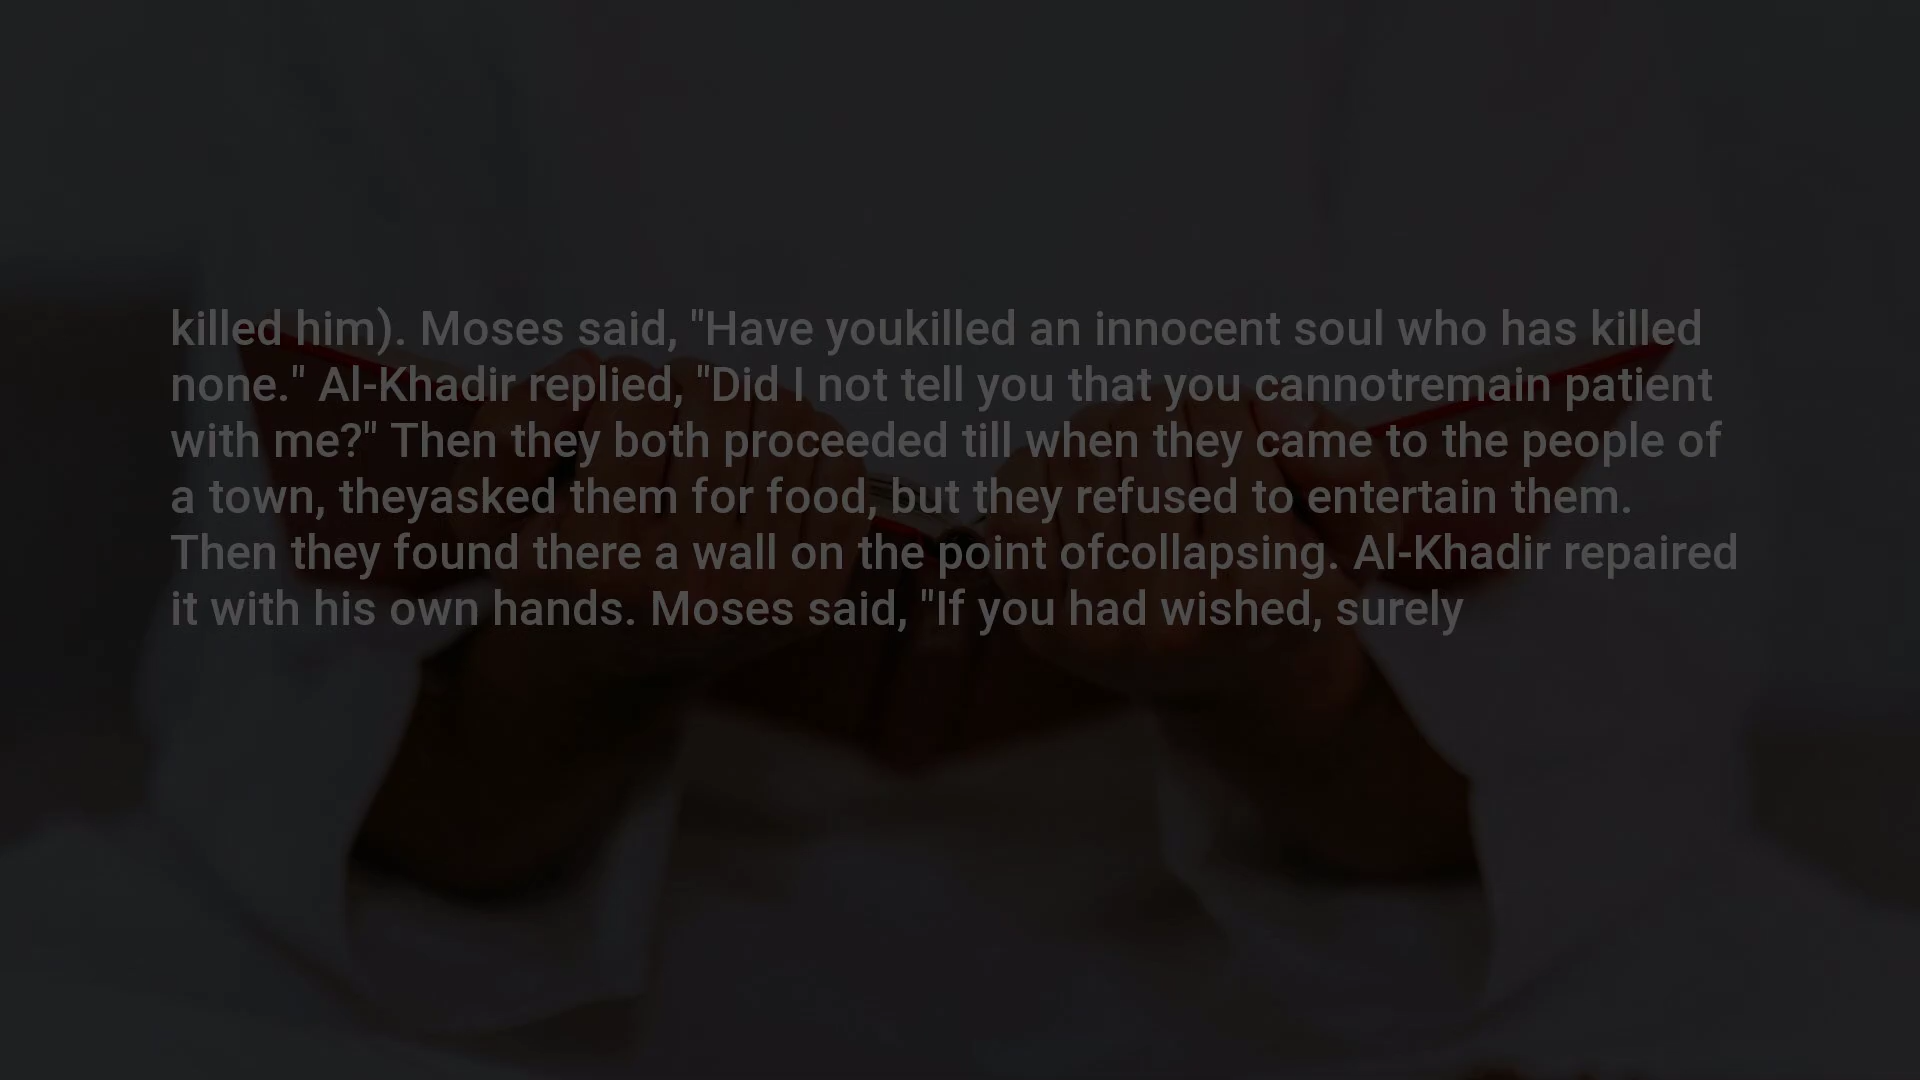 killed him). Moses said, "Have youkilled an innocent soul who has killed
none." Al-Khadir replied, "Did I not tell you that you cannotremain patient
with me?" Then they both proceeded till when they came to the people of
a town, theyasked them for food, but they refused to entertain them.
Then they found there a wall on the point ofcollapsing. Al-Khadir repaired
it with his own hands. Moses said, "If you had wished, surely